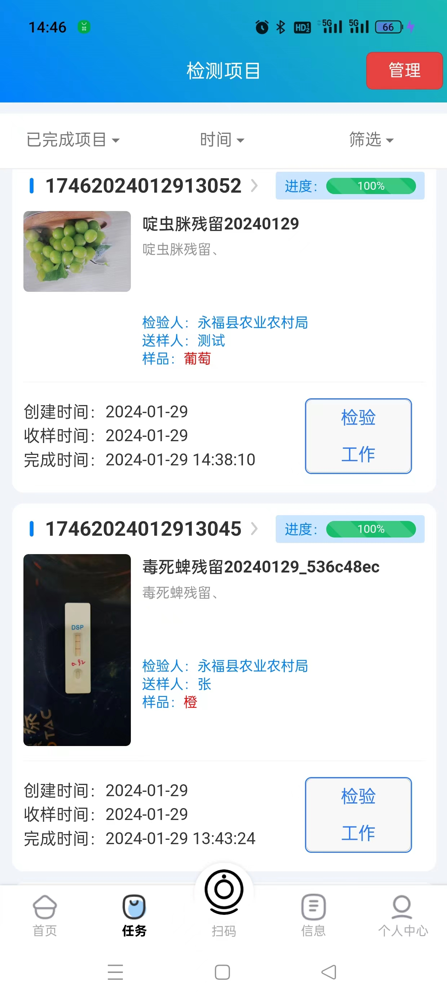 14:46
HD 1 2 5G 5G 66
检测项目
管理
已完成项目 时间 筛选
17462024012913052 进度： 100%
啶虫脒残留20240129
啶虫脒残留、
检验人：永福县农业农村局
送样人：测试
样品：葡萄
创建时间：2024-01-29
收样时间：2024-01-29
完成时间：2024-01-29 14:38:10
检验
工作
17462024012913045 进度： 100%
毒死蜱残留20240129_536c48ec
毒死蜱残留、
DSP
0.92
检验人：永福县农业农村局
送样人：张
样品：橙
创建时间：2024-01-29
收样时间：2024-01-29
完成时间：2024-01-29 13:43:24
检验
工作
首页 任务 扫码 信息 个人中心